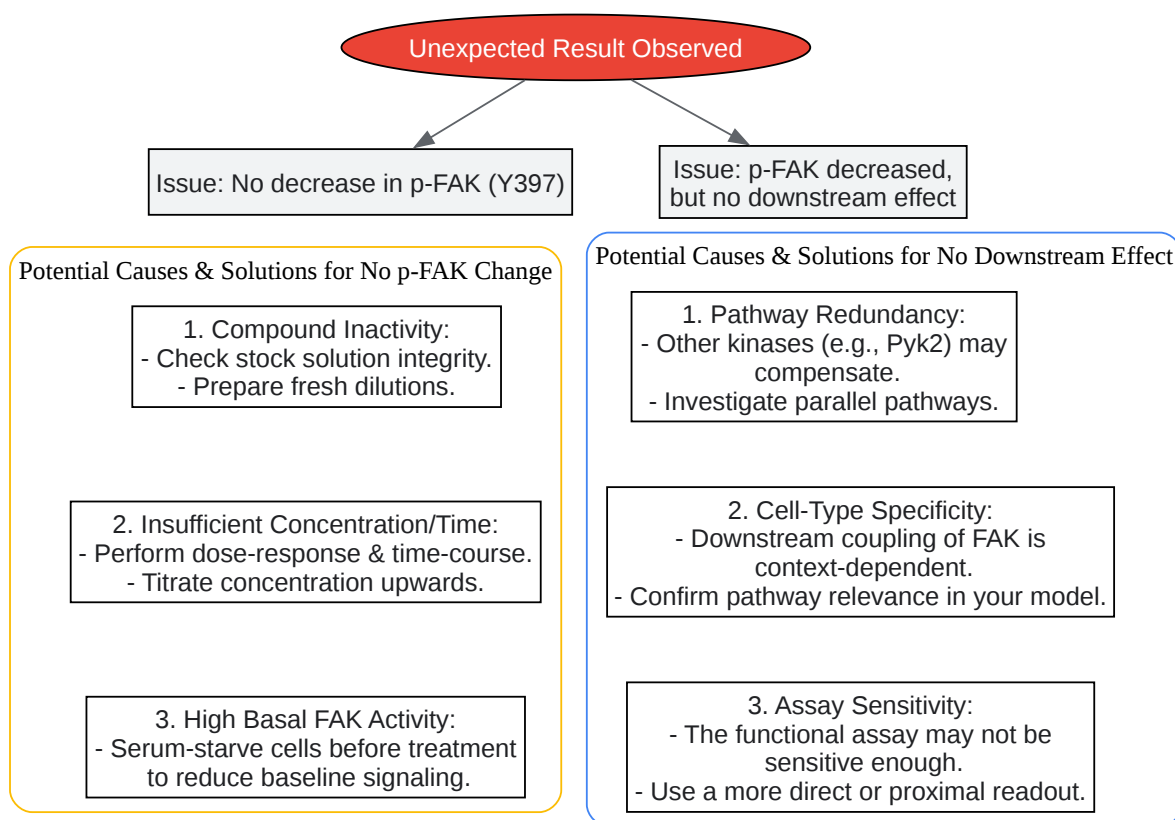 Unexpected Result Observed
Issue: No decrease in p-FAK (Y397)
Issue: p-FAK decreased,
but no downstream effect
Potential Causes & Solutions for No p-FAK Change
1. Compound Inactivity:
- Check stock solution integrity.
- Prepare fresh dilutions.
2. Insufficient Concentration/Time:
- Perform dose-response & time-course.
- Titrate concentration upwards.
3. High Basal FAK Activity:
- Serum-starve cells before treatment
to reduce baseline signaling.
Potential Causes & Solutions for No Downstream Effect
1. Pathway Redundancy:
- Other kinases (e.g., Pyk2) may
compensate.
- Investigate parallel pathways.
2. Cell-Type Specificity:
- Downstream coupling of FAK is
context-dependent.
- Confirm pathway relevance in your model.
3. Assay Sensitivity:
- The functional assay may not be
sensitive enough.
- Use a more direct or proximal readout.